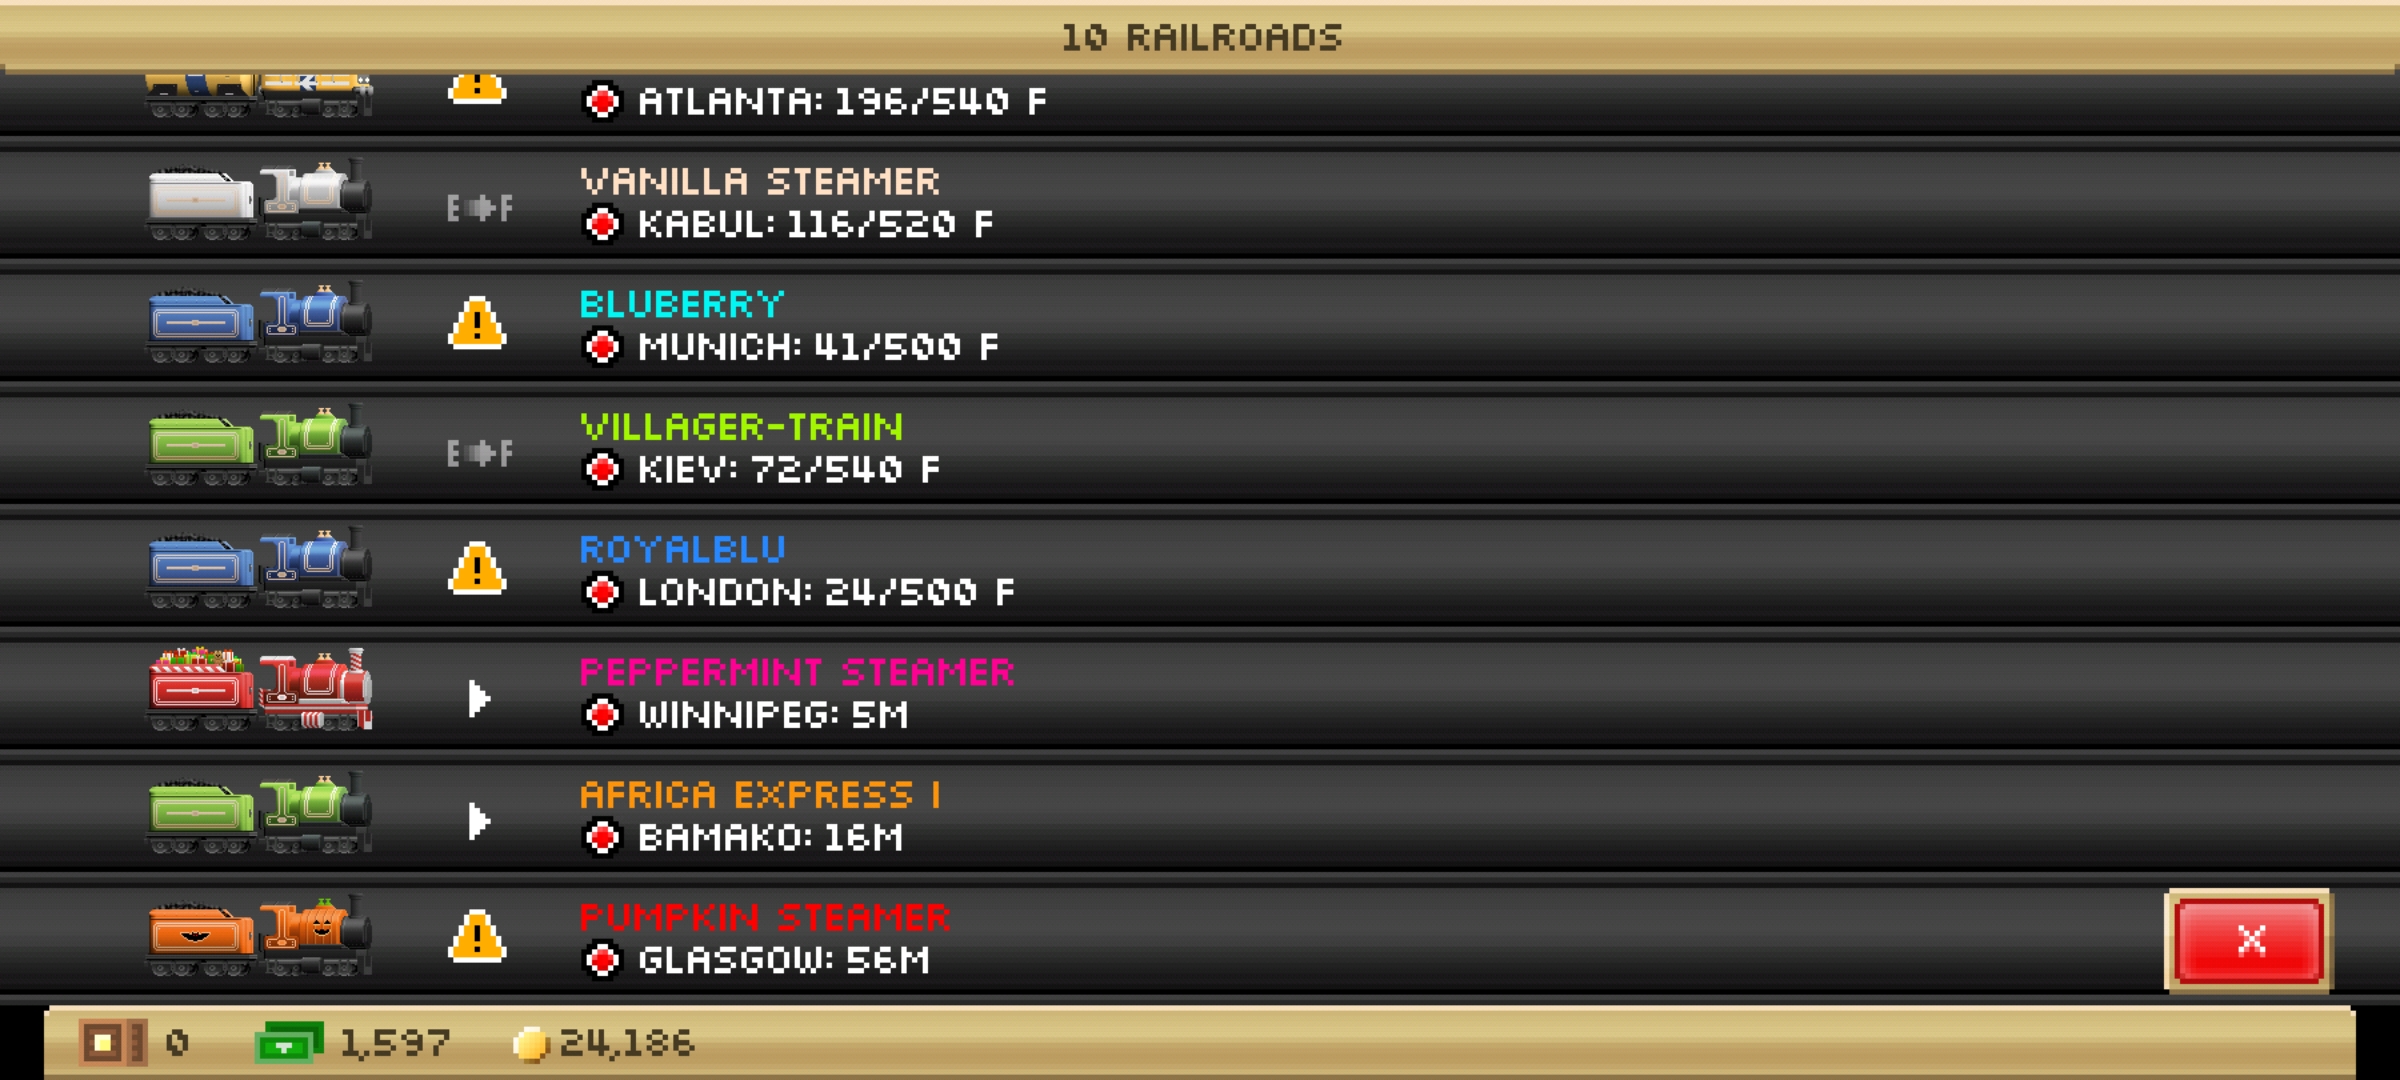 10 RAILROADS
ATLANTA: 196/540 F
VANILLA STEAMER
E F
KABUL: 116/520 F
BLUBERRY
MUNICH: 41/500 F
VILLAGER-TRAIN
E F
KIEV: 72/540 F
ROYALBLU
LONDON: 24/500 F
PEPPERMINT STEAMER
WINNIPEG: 5M
AFRICA EXPRESS I
BAMAKO: 16M
PUMPKIN STEAMER
GLASGOW: 56M
X
0 1,597 24,186